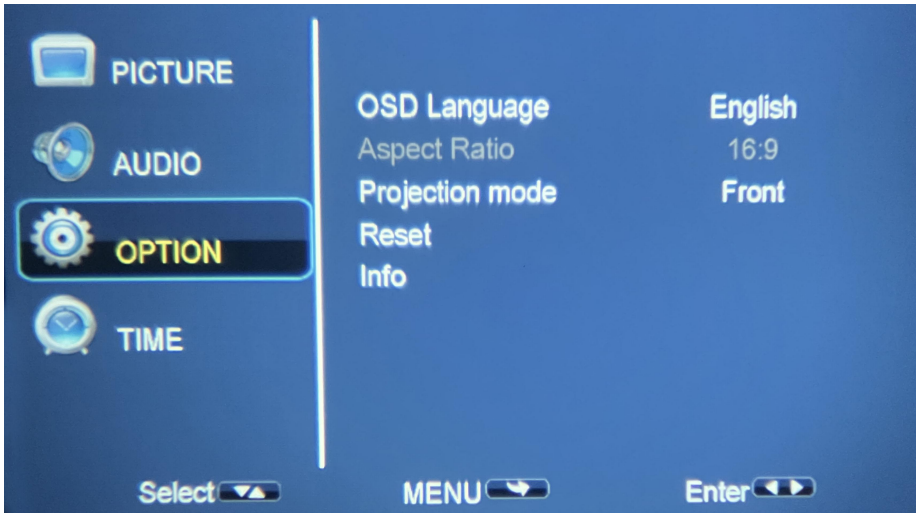 PICTURE
AUDIO
OPTION
TIME
OSD Language English
Aspect Ratio 16:9
Projection mode Front
Reset
Info
Select MENU Enter